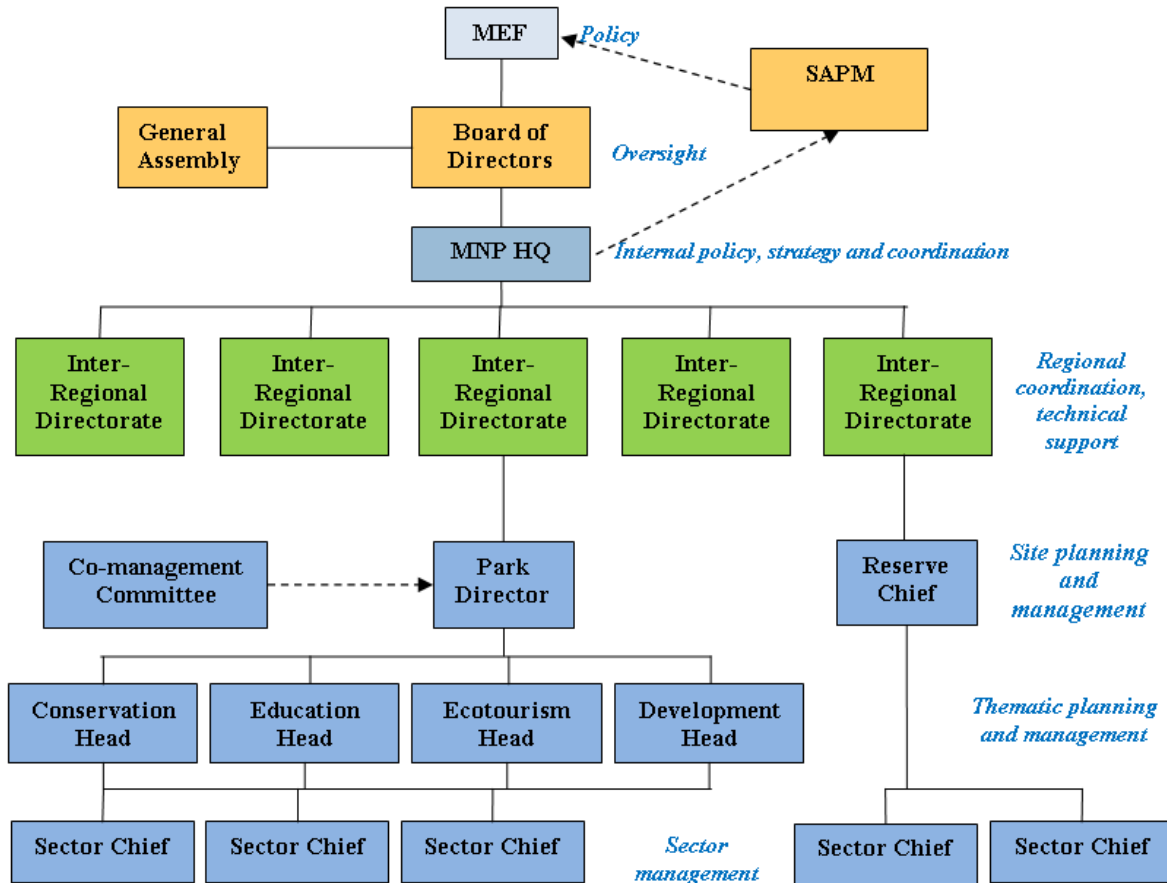 MEF
Policy
SAPM
General
Assembly
Board of
Directors
Oversight
MNP HQ
Internal policy, strategy and coordination
Inter-
Regional
Directorate
Inter-
Regional
Directorate
Inter-
Regional
Directorate
Inter-
Regional
Directorate
Inter-
Regional
Directorate
Regional
coordination,
technical
support
Co-management
Committee
Park
Director
Reserve
Chief
Site planning
and
management
Conservation
Head
Education
Head
Ecotourism
Head
Development
Head
Thematic planning
and management
Sector Chief
Sector Chief
Sector Chief
Sector
management
Sector Chief
Sector Chief